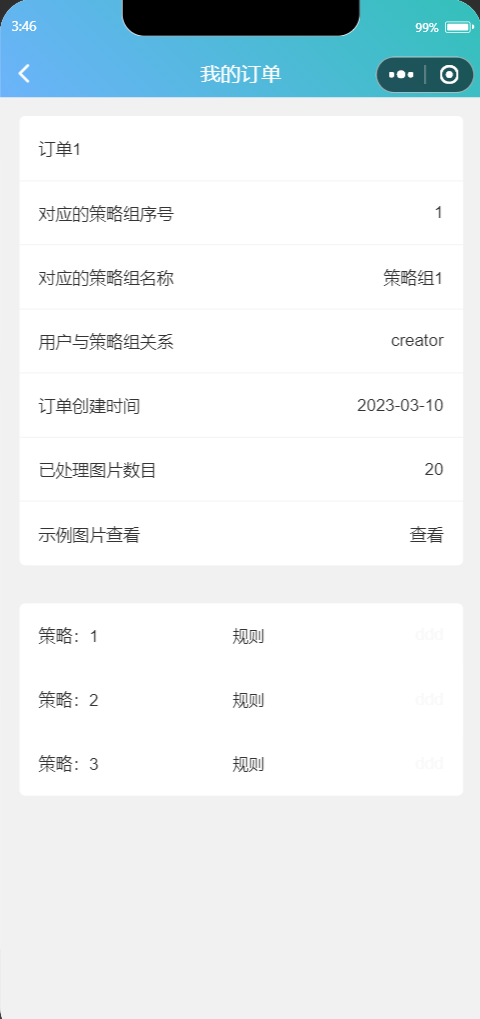 3:46
99%
我的订单
订单1
对应的策略组序号 1
对应的策略组名称 策略组1
用户与策略组关系 creator
订单创建时间 2023-03-10
已处理图片数目 20
示例图片查看 查看
策略：1 规则 ddd
策略：2 规则 ddd
策略：3 规则 ddd